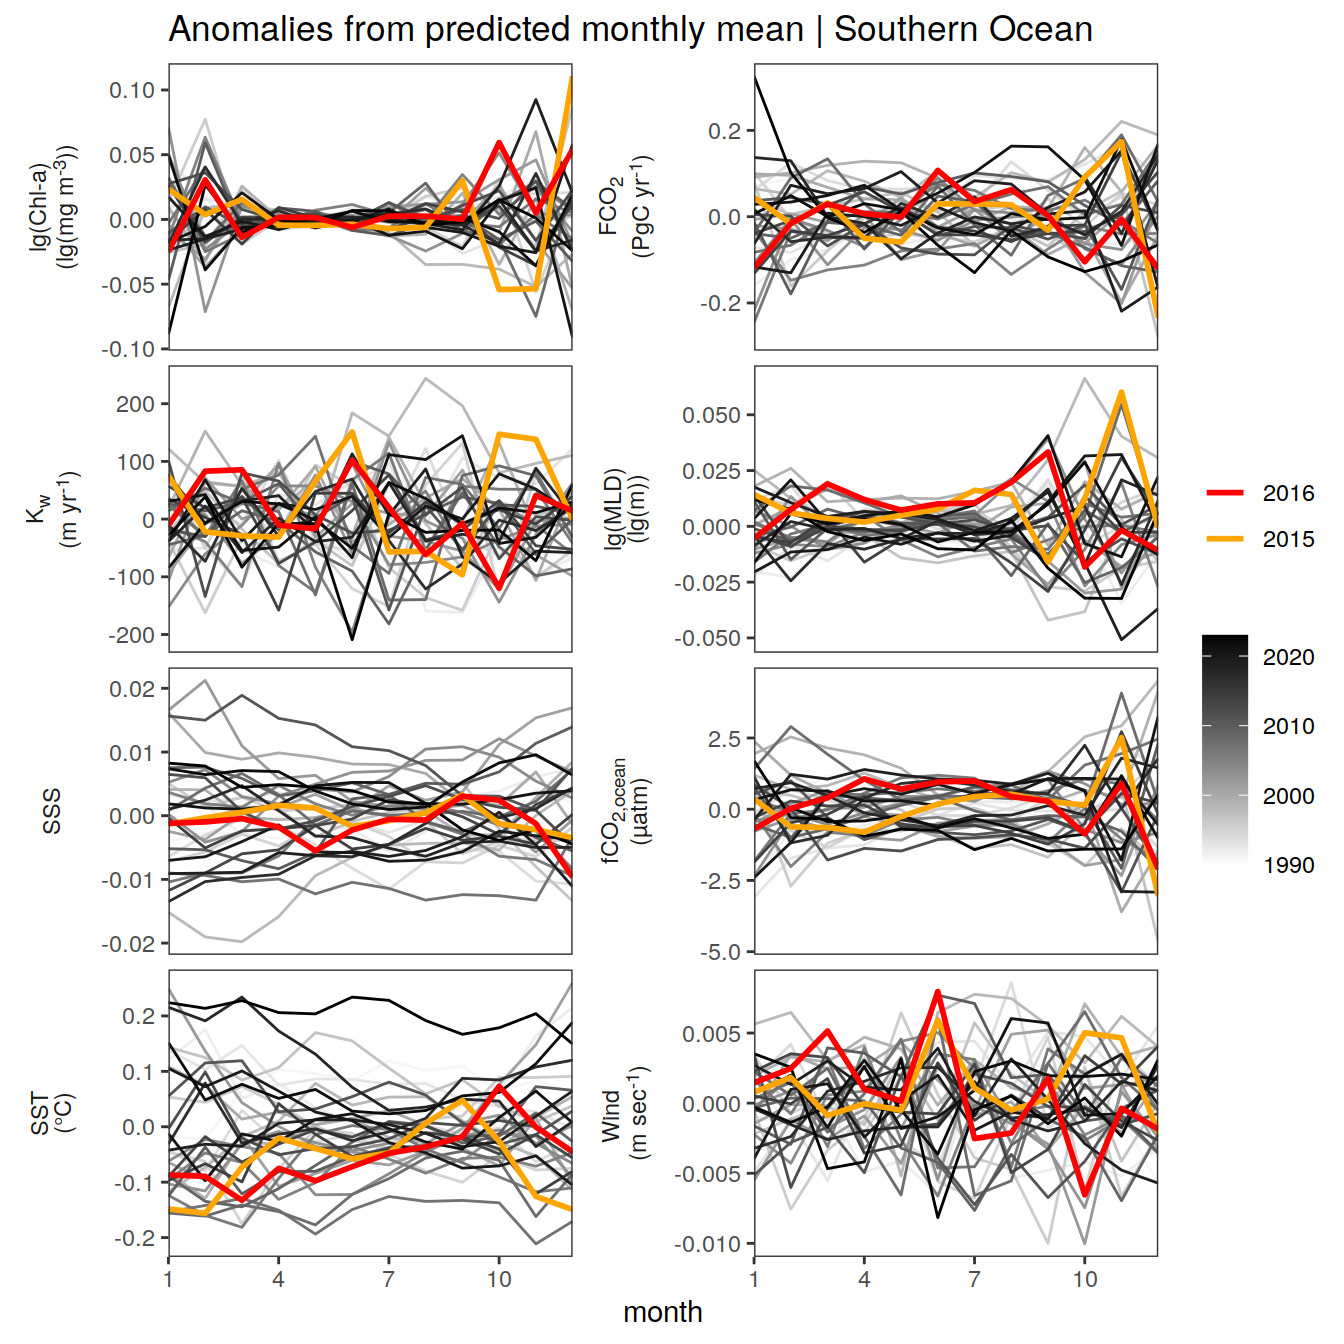 Anomalies from predicted monthly mean | Southern Ocean
lg(Chl-a)
(lg(mg m⁻³))
0.10
0.05
0.00
-0.05
-0.10
FCO₂
(PgC yr⁻¹)
0.2
0.0
-0.2
K_w
(m yr⁻¹)
200
100
0
-100
-200
lg(MLD)
(lg(m))
0.050
0.025
0.000
-0.025
-0.050
SSS
0.02
0.01
0.00
-0.01
-0.02
fCO₂,ocean
(µatm)
2.5
0.0
-2.5
-5.0
SST
(°C)
0.2
0.1
0.0
-0.1
-0.2
1 4 7 10
Wind
(m sec⁻¹)
0.005
0.000
-0.005
-0.010
1 4 7 10
month
2016
2015
2020
2010
2000
1990